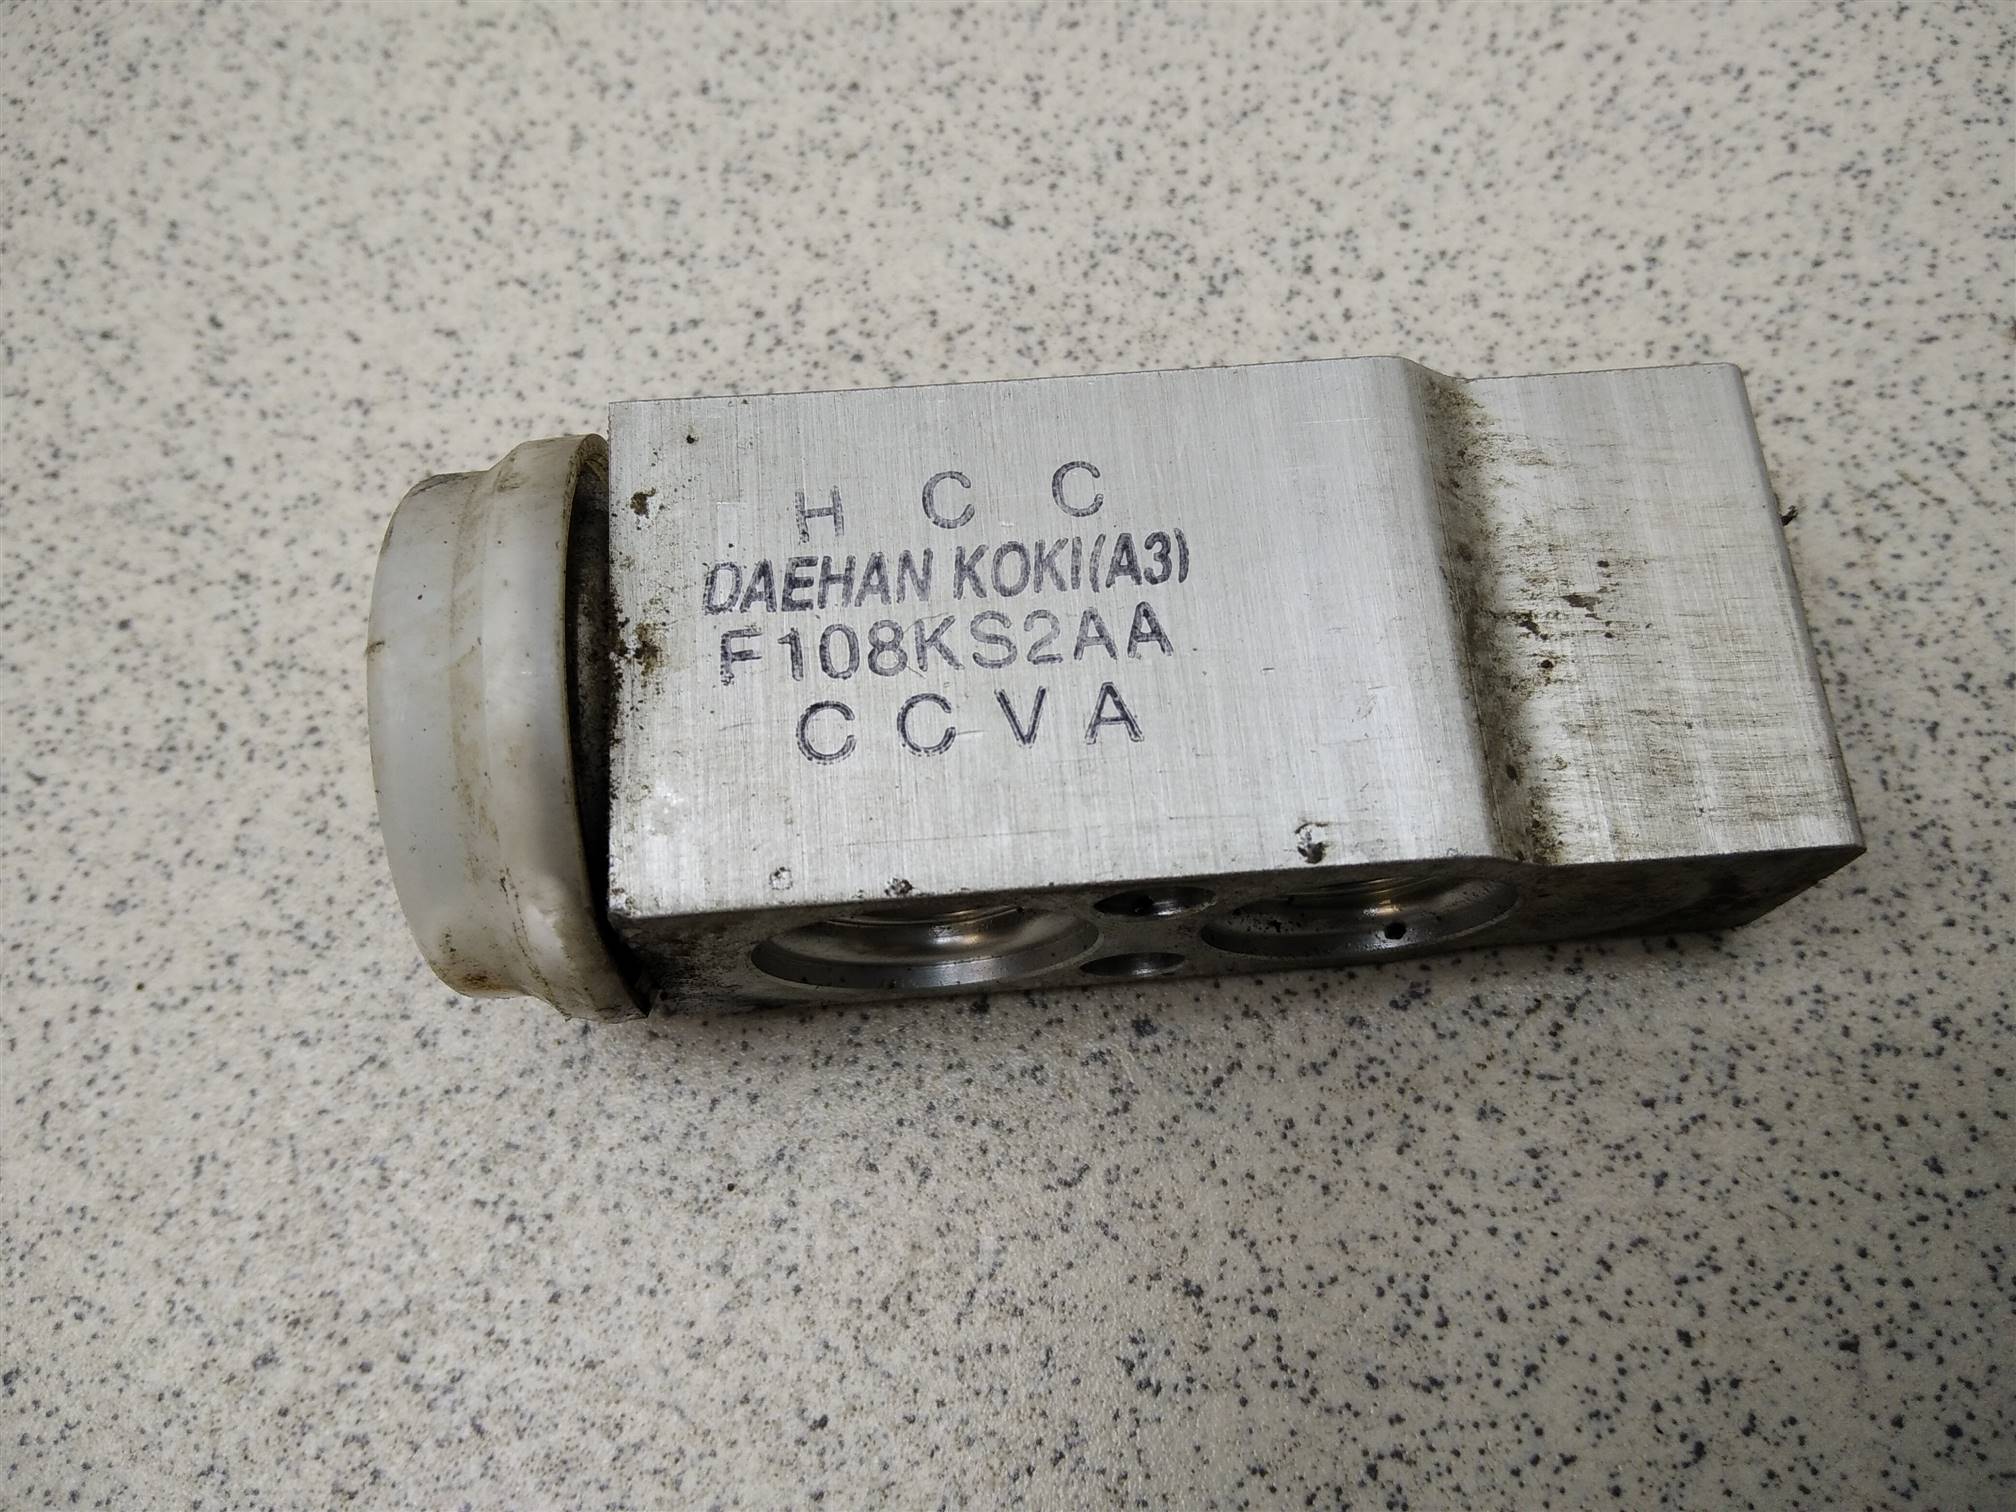 H C C
DAEHAN KOKI(A3)
F108KS2AA
C C V A